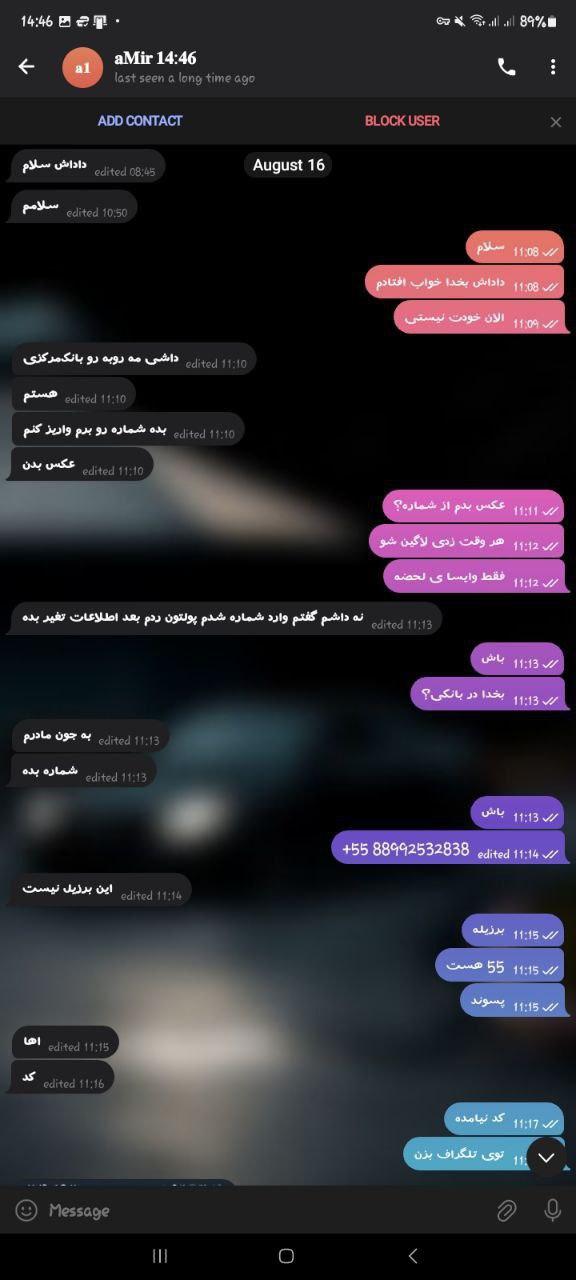 14:46
89%
a1
aMir 14:46
last seen a long time ago
ADD CONTACT
BLOCK USER
August 16
داداش سلام edited 08:45
سلامم edited 10:50
سلام 11:08
داداش بخدا خواب افتادم 11:08
الان خودت نیستی 11:09
داشی مه روبه رو بانکمرکزی edited 11:10
هستم edited 11:10
بده شماره رو برم واریز کنم edited 11:10
عکس بدن edited 11:10
عکس بدم از شماره؟ 11:11
هر وقت زدی لاگین شو 11:12
فقط وایسا ی لحضه 11:12
نه داشم گفتم وارد شماره شدم پولتون ردم بعد اطلاعات تغیر بده edited 11:13
باش 11:13
بخدا در بانکی؟ 11:13
به جون مادرم edited 11:13
شماره بده edited 11:13
باش 11:13
+55 88992532838 edited 11:14
این برزیل نیست edited 11:14
برزیله 11:15
55 هست 11:15
پسوند 11:15
اها edited 11:15
کد edited 11:16
کد نیامده 11:17
توی تلگراف بزن
Message